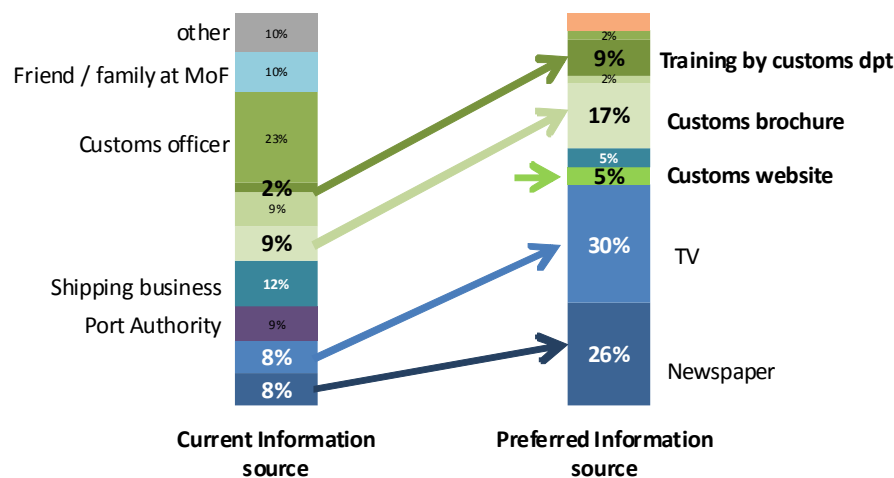 other
10%
Friend / family at MoF
10%
Customs officer
23%
2%
9%
9%
Shipping business
12%
Port Authority
9%
8%
8%
Current Information
source
2%
9%
Training by customs dpt
2%
17%
Customs brochure
5%
5%
Customs website
30%
TV
26%
Newspaper
Preferred Information
source